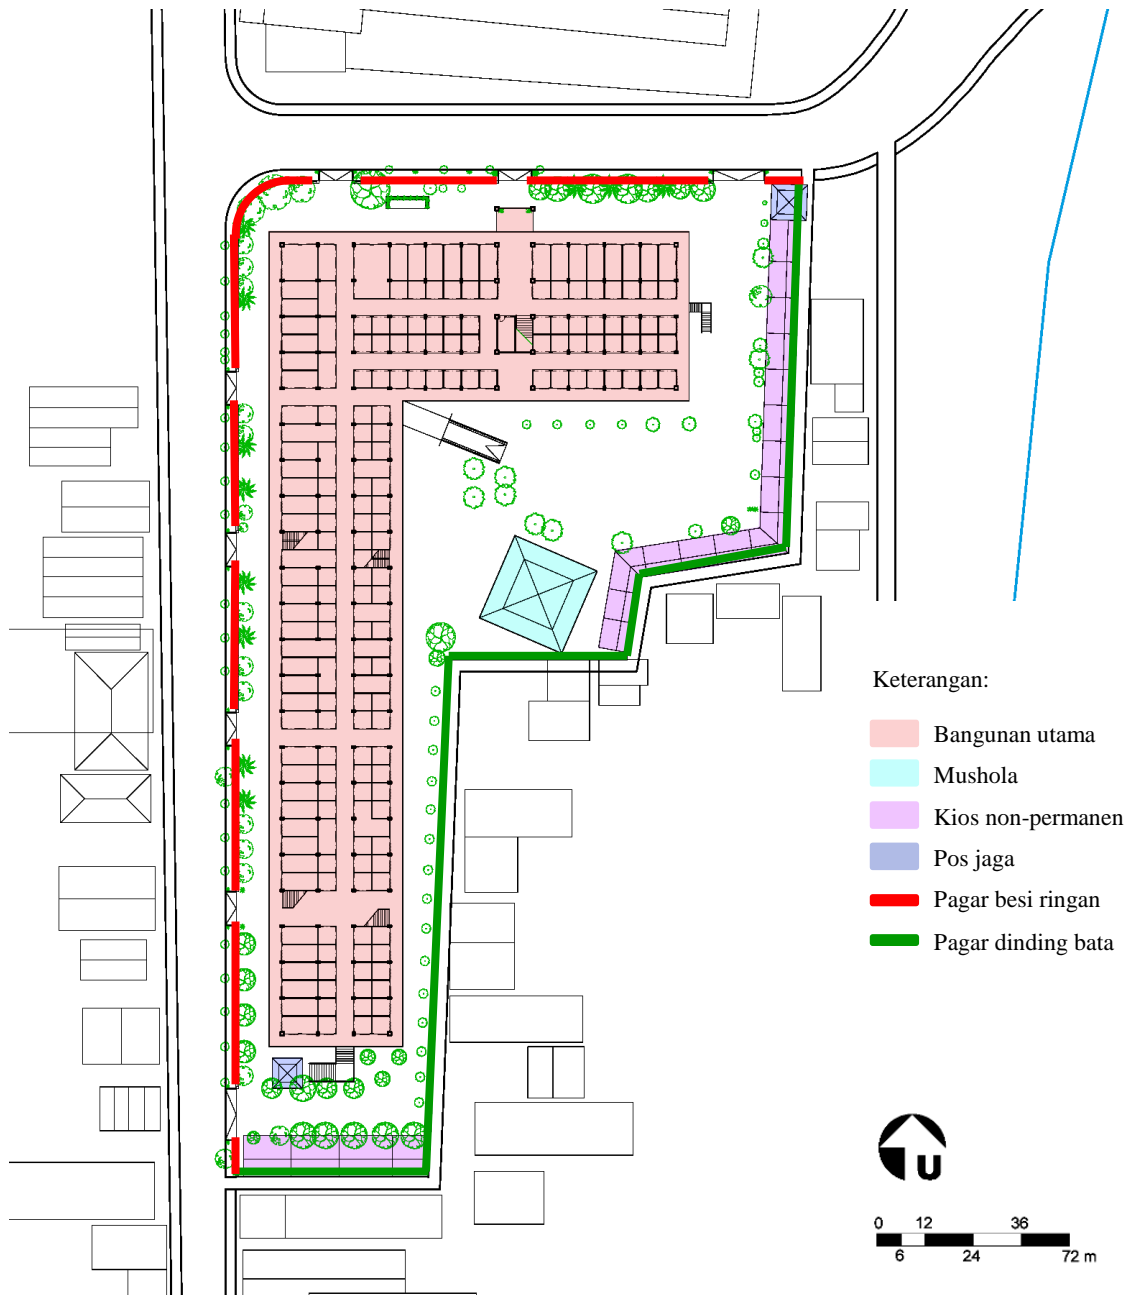 Keterangan:
Bangunan utama
Mushola
Kios non-permanen
Pos jaga
Pagar besi ringan
Pagar dinding bata
U
0 12 36
6 24 72 m